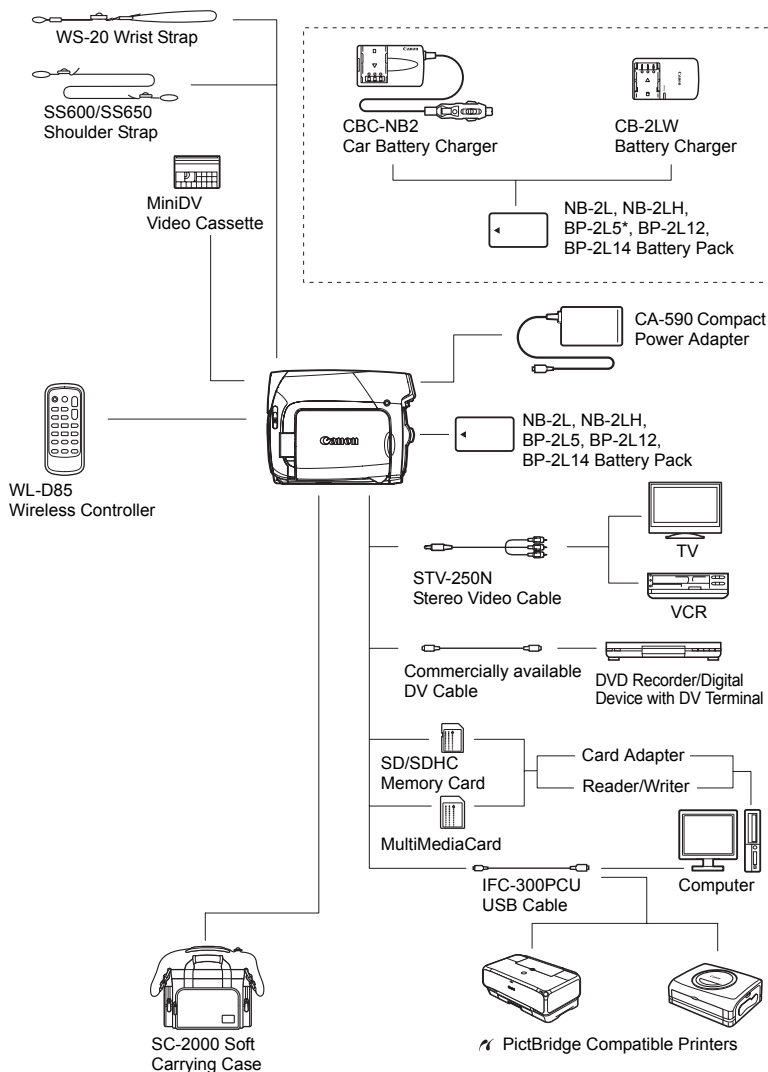 WS-20 Wrist Strap
SS600/SS650
Shoulder Strap
MiniDV
Video Cassette
Canon
CBC-NB2
Car Battery Charger
Canon
CB-2LW
Battery Charger
NB-2L, NB-2LH,
BP-2L5*, BP-2L12,
BP-2L14 Battery Pack
CA-590 Compact
Power Adapter
Canon
NB-2L, NB-2LH,
BP-2L5, BP-2L12,
BP-2L14 Battery Pack
WL-D85
Wireless Controller
STV-250N
Stereo Video Cable
TV
VCR
Commercially available
DV Cable
DVD Recorder/Digital
Device with DV Terminal
SD/SDHC
Memory Card
Card Adapter
Reader/Writer
MultiMediaCard
IFC-300PCU
USB Cable
Computer
SC-2000 Soft
Carrying Case
PictBridge Compatible Printers